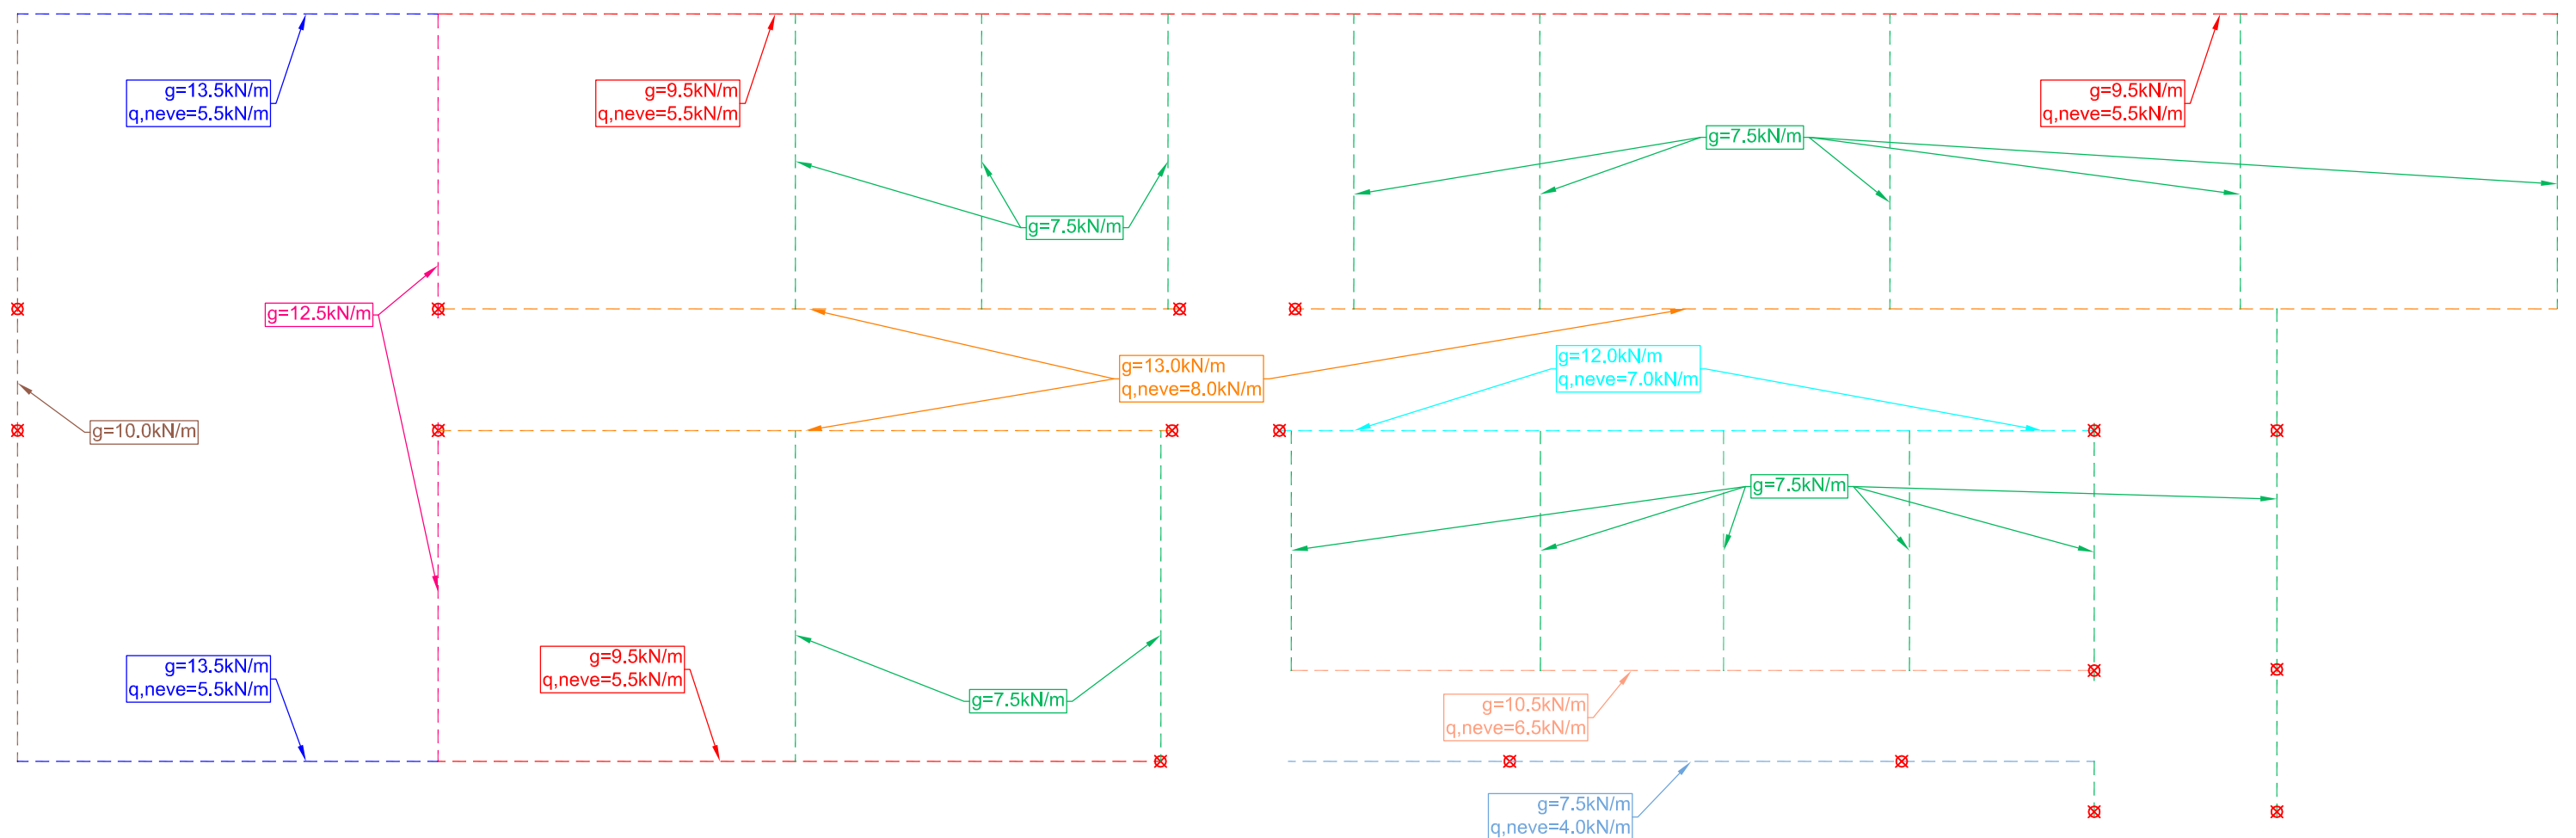 g=13.5kN/m
q,neve=5.5kN/m
g=9.5kN/m
q,neve=5.5kN/m
g=9.5kN/m
q,neve=5.5kN/m
g=7.5kN/m
g=7.5kN/m
g=12.5kN/m
g=13.0kN/m
q,neve=8.0kN/m
g=12.0kN/m
q,neve=7.0kN/m
g=10.0kN/m
g=7.5kN/m
g=13.5kN/m
q,neve=5.5kN/m
g=9.5kN/m
q,neve=5.5kN/m
g=7.5kN/m
g=10.5kN/m
q,neve=6.5kN/m
g=7.5kN/m
q,neve=4.0kN/m